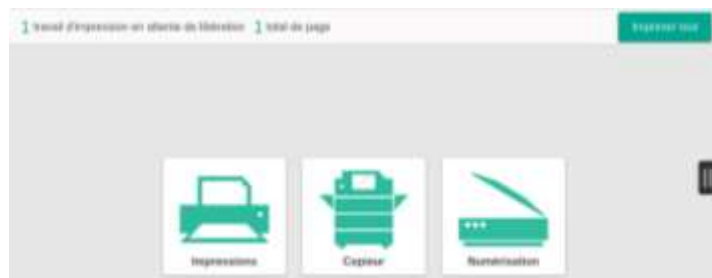 1 travail d'impression en attente de libération 1 total de page
Imprimer tout
Impressions
Copieur
Numérisation